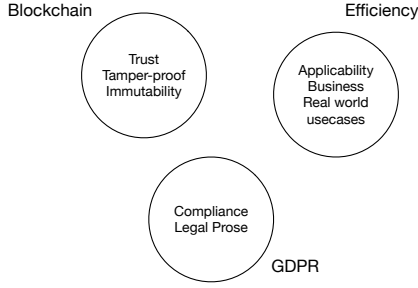 Blockchain
Efficiency
Trust
Tamper-proof
Immutability
Applicability
Business
Real world
usecases
Compliance
Legal Prose
GDPR